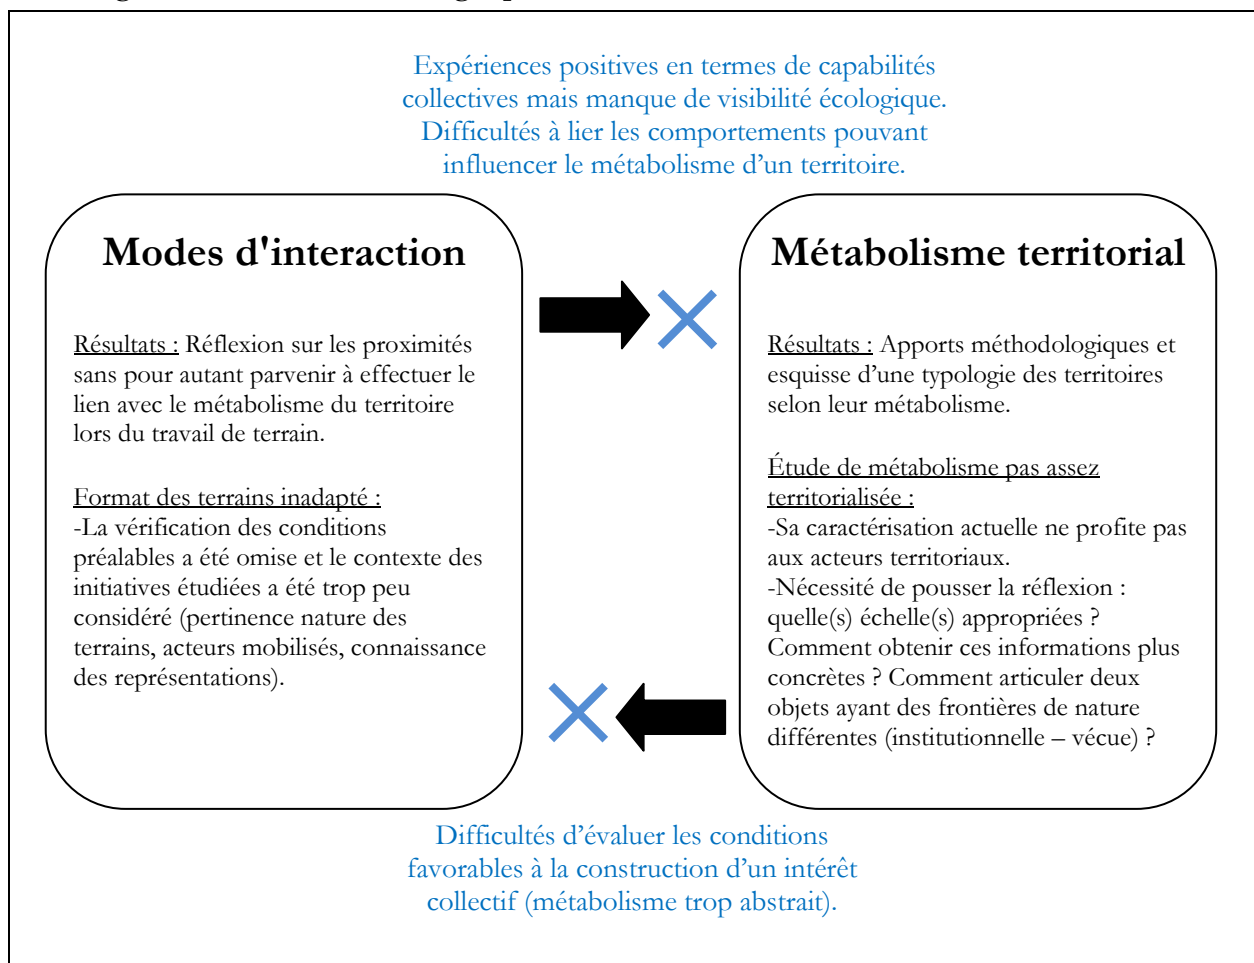 Expériences positives en termes de capabilités
collectives mais manque de visibilité écologique.
Difficultés à lier les comportements pouvant
influencer le métabolisme d'un territoire.
Modes d'interaction
Résultats : Réflexion sur les proximités
sans pour autant parvenir à effectuer le
lien avec le métabolisme du territoire
lors du travail de terrain.
Format des terrains inadapté :
-La vérification des conditions
préalables a été omise et le contexte des
initiatives étudiées a été trop peu
considéré (pertinence nature des
terrains, acteurs mobilisés, connaissance
des représentations).
Métabolisme territorial
Résultats : Apports méthodologiques et
esquisse d'une typologie des territoires
selon leur métabolisme.
Étude de métabolisme pas assez
territorialisée :
-Sa caractérisation actuelle ne profite pas
aux acteurs territoriaux.
-Nécessité de pousser la réflexion :
quelle(s) échelle(s) appropriées ?
Comment obtenir ces informations plus
concrètes ? Comment articuler deux
objets ayant des frontières de nature
différentes (institutionnelle – vécue) ?
Difficultés d'évaluer les conditions
favorables à la construction d'un intérêt
collectif (métabolisme trop abstrait).